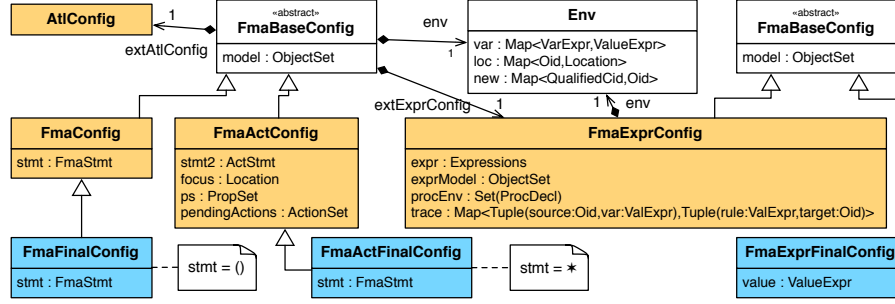 AtlConfig
1
extAtlConfig
«abstract»
FmaBaseConfig
model : ObjectSet
env
1
Env
var : Map<VarExpr,ValueExpr>
loc : Map<Oid,Location>
new : Map<QualifiedCid,Oid>
«abstract»
FmaBaseConfig
model : ObjectSet
extExprConfig
1
1
env
FmaConfig
stmt : FmaStmt
FmaActConfig
stmt2 : ActStmt
focus : Location
ps : PropSet
pendingActions : ActionSet
FmaExprConfig
expr : Expressions
exprModel : ObjectSet
procEnv : Set(ProcDecl)
trace : Map<Tuple(source:Oid,var:ValExpr),Tuple(rule:ValExpr,target:Oid)>
FmaFinalConfig
stmt : FmaStmt
stmt = ()
FmaActFinalConfig
stmt : FmaStmt
stmt = ∗
FmaExprFinalConfig
value : ValueExpr